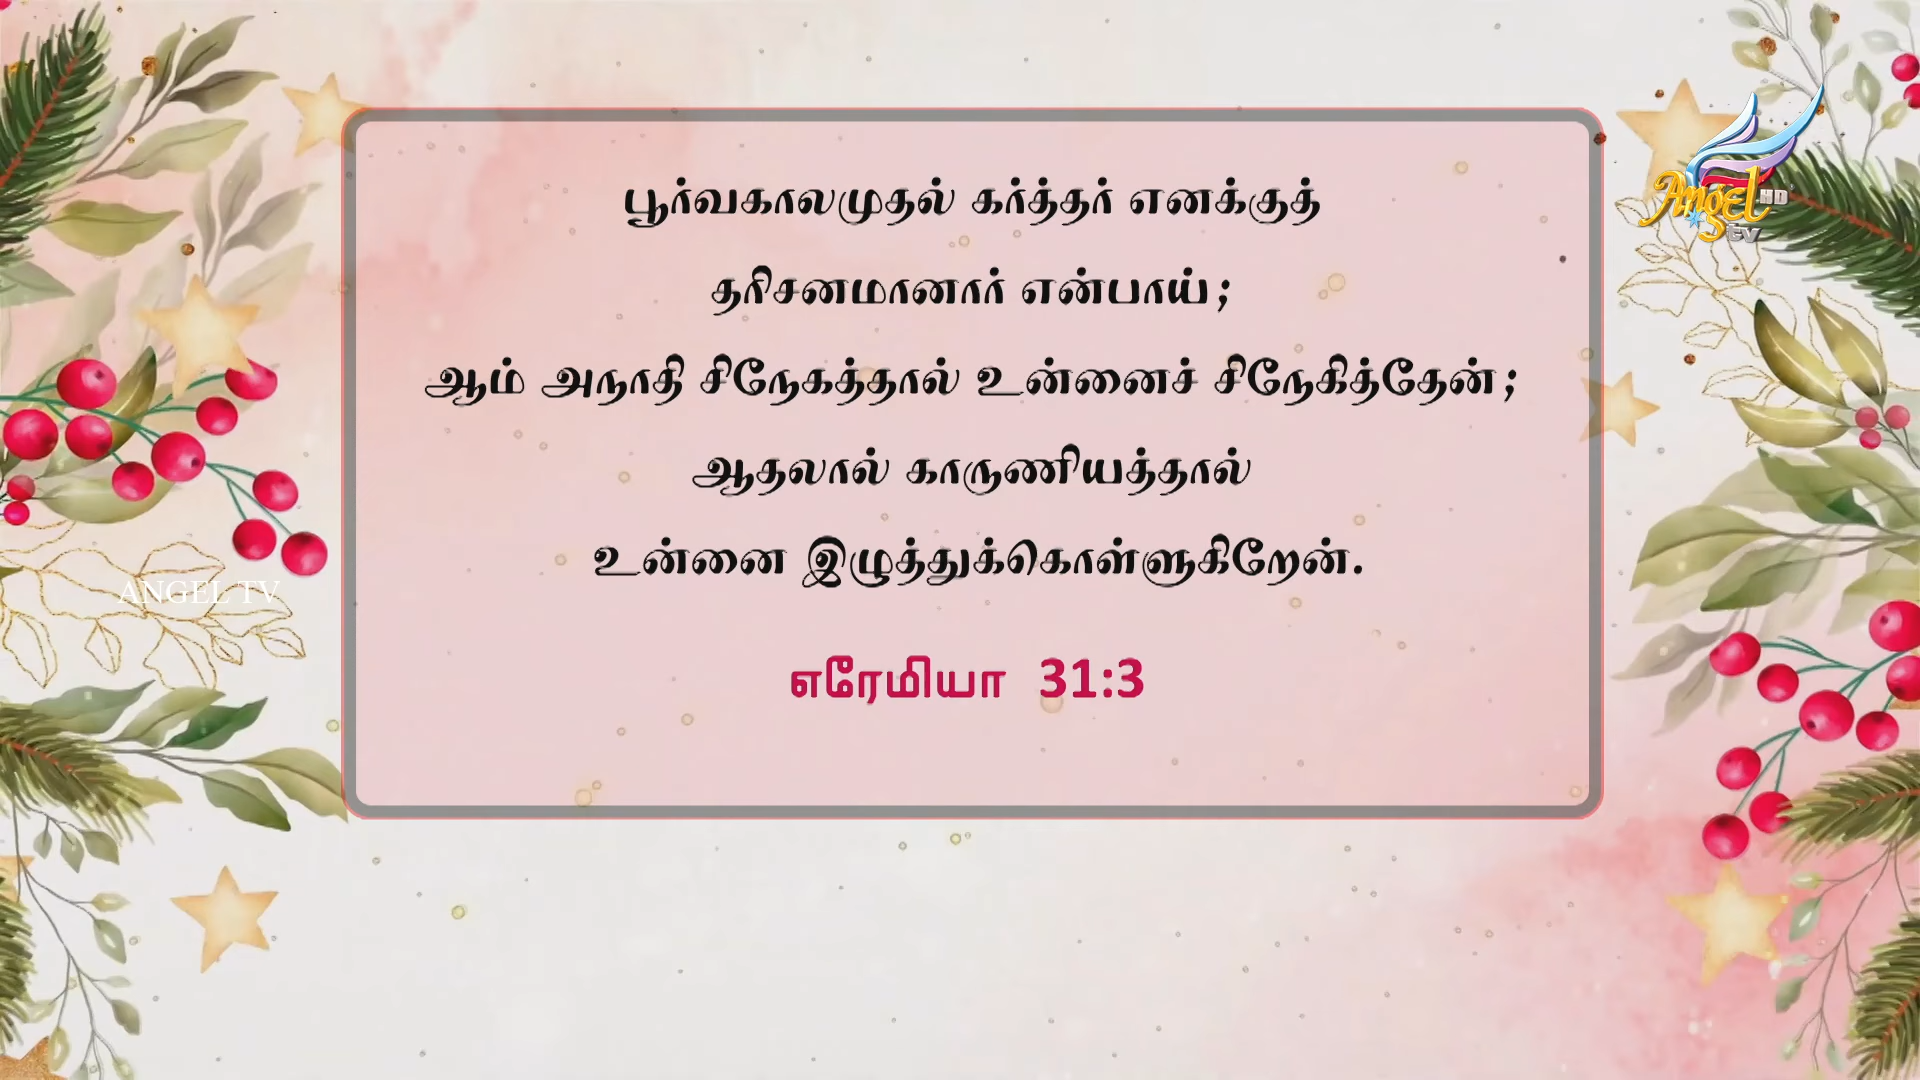 பூர்வகாலமுதல் கர்த்தர் எனக்குத்
தரிசனமானார் என்பாய்;
ஆம் அநாதி சிநேகத்தால் உன்னைச் சிநேகித்தேன்;
ஆதலால் காருணியத்தால்
உன்னை இழுத்துக்கொள்ளுகிறேன்.
எரேமியா 31:3
Angel HD
tv
ANGEL TV